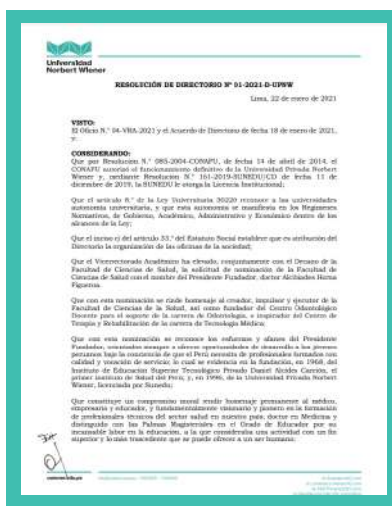 Universidad
Norbert Wiener
RESOLUCIÓN DE DIRECTORIO Nº 01-2021-D-UPNW
Lima, 22 de enero de 2021
VISTO:
El Oficio N.° 04-VRA-2021 y el Acuerdo de Directorio de fecha 18 de enero de 2021,
y;
CONSIDERANDO:
Que por Resolución N.° 085-2004-CONAFU, de fecha 14 de abril de 2014, el
CONAFU autorizó el funcionamiento definitivo de la Universidad Privada Norbert
Wiener y, mediante Resolución N.° 161-2019-SUNEDU/CD de fecha 11 de
diciembre de 2019, la SUNEDU le otorga la Licencia Institucional;
Que el artículo 8.° de la Ley Universitaria 30220 reconoce a las universidades
autonomía universitaria, y que esta autonomía se manifiesta en los Regímenes
Normativos, de Gobierno, Académico, Administrativo y Económico dentro de los
alcances de la Ley;
Que el inciso c) del artículo 33.° del Estatuto Social establece que es atribución del
Directorio la organización de las oficinas de la sociedad;
Que el Vicerrectorado Académico ha elevado, conjuntamente con el Decano de la
Facultad de Ciencias de Salud, la solicitud de nominación de la Facultad de
Ciencias de Salud con el nombre del Presidente Fundador, doctor Alcibiades Horna
Figueroa.
Que con esta nominación se rinde homenaje al creador, impulsor y ejecutor de la
Facultad de Ciencias de la Salud, así como fundador del Centro Odontológico
Docente para el soporte de la carrera de Odontología, e inspirador del Centro de
Terapia y Rehabilitación de la carrera de Tecnología Médica;
Que con esta nominación se reconoce los esfuerzos y afanes del Presidente
Fundador, orientados siempre a ofrecer oportunidades de desarrollo a los jóvenes
peruanos bajo la conciencia de que el Perú necesita de profesionales formados con
calidad y vocación de servicio, lo cual se evidencia en la fundación, en 1968, del
Instituto de Educación Superior Tecnológico Privado Daniel Alcides Carrión, el
primer instituto de Salud del Perú, y, en 1996, de la Universidad Privada Norbert
Wiener, licenciada por Sunedu;
Que constituye un compromiso moral rendir homenaje permanente al médico,
empresario y educador, y fundamentalmente visionario y pionero en la formación
de profesionales técnicos del sector salud en nuestro país, doctor en Medicina y
distinguido con las Palmas Magisteriales en el Grado de Educador por su
incansable labor en la educación, a la que consideraba una actividad con un fin
superior y lo más trascendente que se puede ofrecer a un ser humano;
uwiener.edu.pe